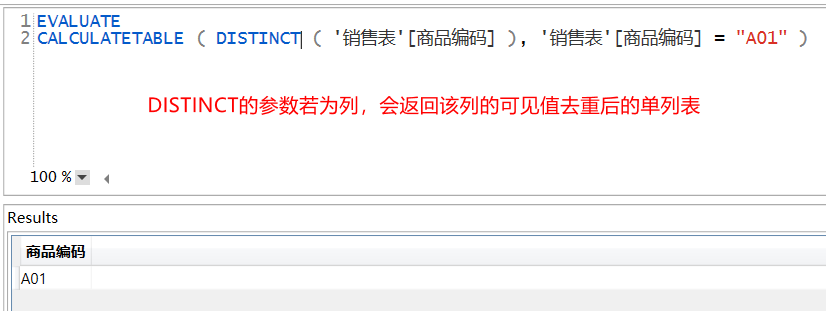 1 EVALUATE
2 CALCULATETABLE ( DISTINCT ( '销售表'[商品编码] ), '销售表'[商品编码] = "A01" )
DISTINCT的参数若为列，会返回该列的可见值去重后的单列表
100 %
Results
商品编码
A01